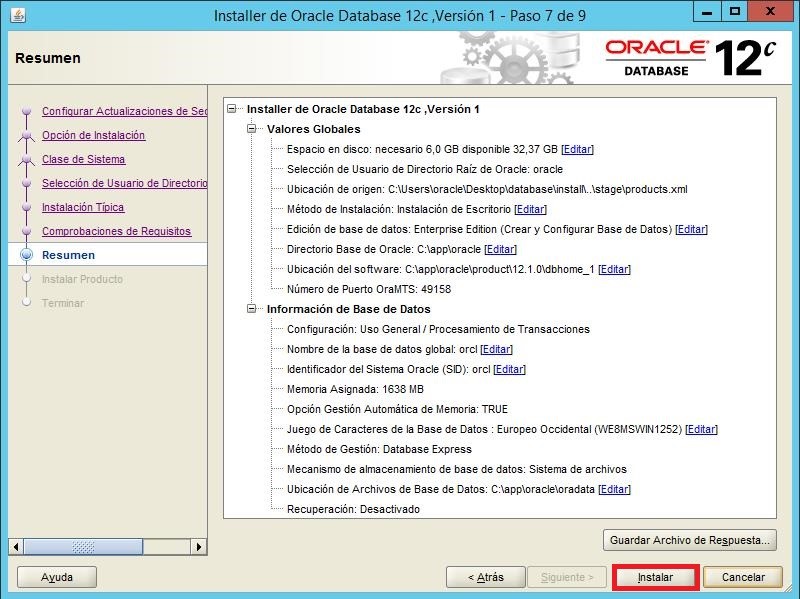 Installer de Oracle Database 12c ,Versión 1 - Paso 7 de 9
Resumen
ORACLE®
DATABASE
12c
Configurar Actualizaciones de Sec
Opción de Instalación
Clase de Sistema
Selección de Usuario de Directorio
Instalación Típica
Comprobaciones de Requisitos
Resumen
Instalar Producto
Terminar
Installer de Oracle Database 12c ,Versión 1
Valores Globales
Espacio en disco: necesario 6,0 GB disponible 32,37 GB [Editar]
Selección de Usuario de Directorio Raíz de Oracle: oracle
Ubicación de origen: C:\Users\oracle\Desktop\database\install\..\stage\products.xml
Método de Instalación: Instalación de Escritorio [Editar]
Edición de base de datos: Enterprise Edition (Crear y Configurar Base de Datos) [Editar]
Directorio Base de Oracle: C:\app\oracle [Editar]
Ubicación del software: C:\app\oracle\product\12.1.0\dbhome_1 [Editar]
Número de Puerto OraMTS: 49158
Información de Base de Datos
Configuración: Uso General / Procesamiento de Transacciones
Nombre de la base de datos global: orcl [Editar]
Identificador del Sistema Oracle (SID): orcl [Editar]
Memoria Asignada: 1638 MB
Opción Gestión Automática de Memoria: TRUE
Juego de Caracteres de la Base de Datos : Europeo Occidental (WE8MSWIN1252) [Editar]
Método de Gestión: Database Express
Mecanismo de almacenamiento de base de datos: Sistema de archivos
Ubicación de Archivos de Base de Datos: C:\app\oracle\oradata [Editar]
Recuperación: Desactivado
Guardar Archivo de Respuesta...
Ayuda
< Atrás
Siguiente >
Instalar
Cancelar